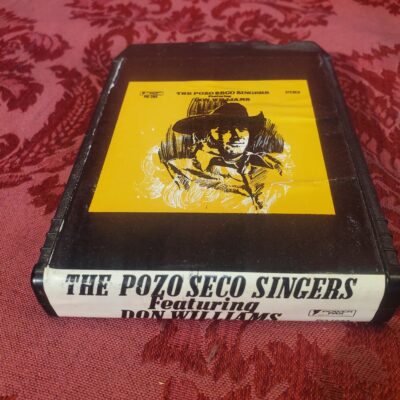 THE POZO SECO SINGERS
Featuring
STEREO
THE POZO SECO SINGERS
Featuring
DON WILLIAMS